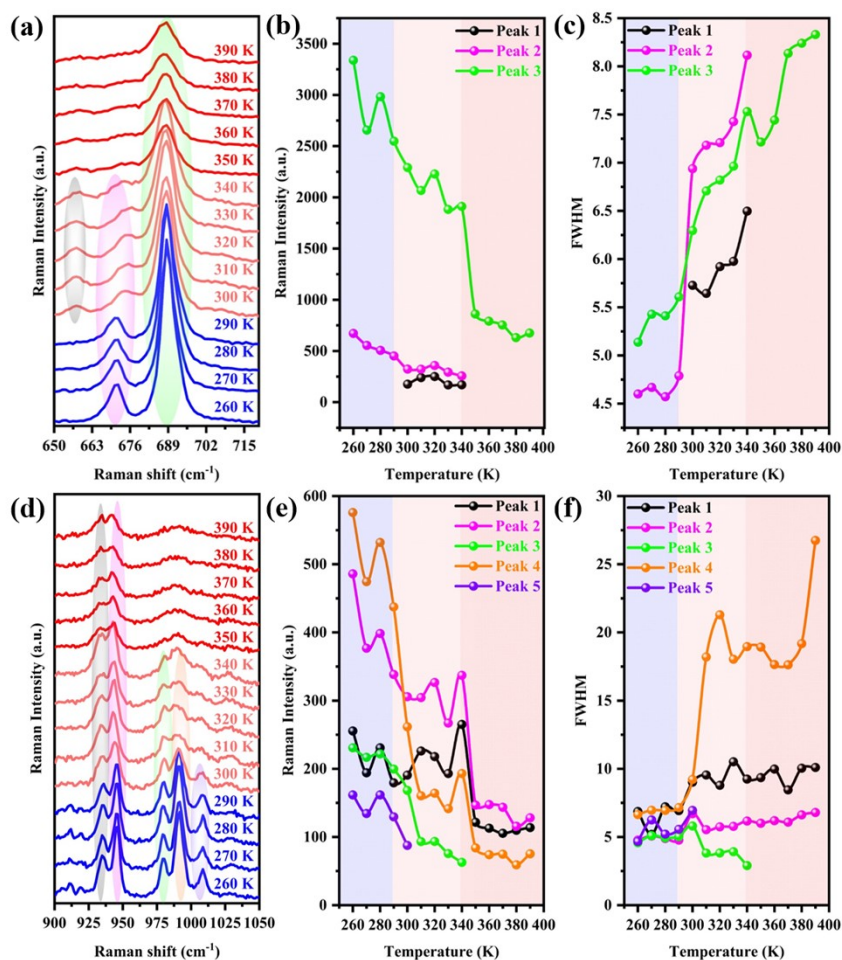 (a)
390 K
380 K
370 K
360 K
350 K
340 K
330 K
320 K
310 K
300 K
290 K
280 K
270 K
260 K
Raman Intensity (a.u.)
650 663 676 689 702 715
Raman shift (cm⁻¹)
(b)
Peak 1
Peak 2
Peak 3
3500
3000
2500
2000
1500
1000
500
0
Raman Intensity (a.u.)
260 280 300 320 340 360 380 400
Temperature (K)
(c)
Peak 1
Peak 2
Peak 3
8.5
8.0
7.5
7.0
6.5
6.0
5.5
5.0
4.5
FWHM
260 280 300 320 340 360 380 400
Temperature (K)
(d)
390 K
380 K
370 K
360 K
350 K
340 K
330 K
320 K
310 K
300 K
290 K
280 K
270 K
260 K
Raman Intensity (a.u.)
900 925 950 975 1000 1025 1050
Raman shift (cm⁻¹)
(e)
Peak 1
Peak 2
Peak 3
Peak 4
Peak 5
600
500
400
300
200
100
0
Raman Intensity (a.u.)
260 280 300 320 340 360 380 400
Temperature (K)
(f)
Peak 1
Peak 2
Peak 3
Peak 4
Peak 5
30
25
20
15
10
5
0
FWHM
260 280 300 320 340 360 380 400
Temperature (K)